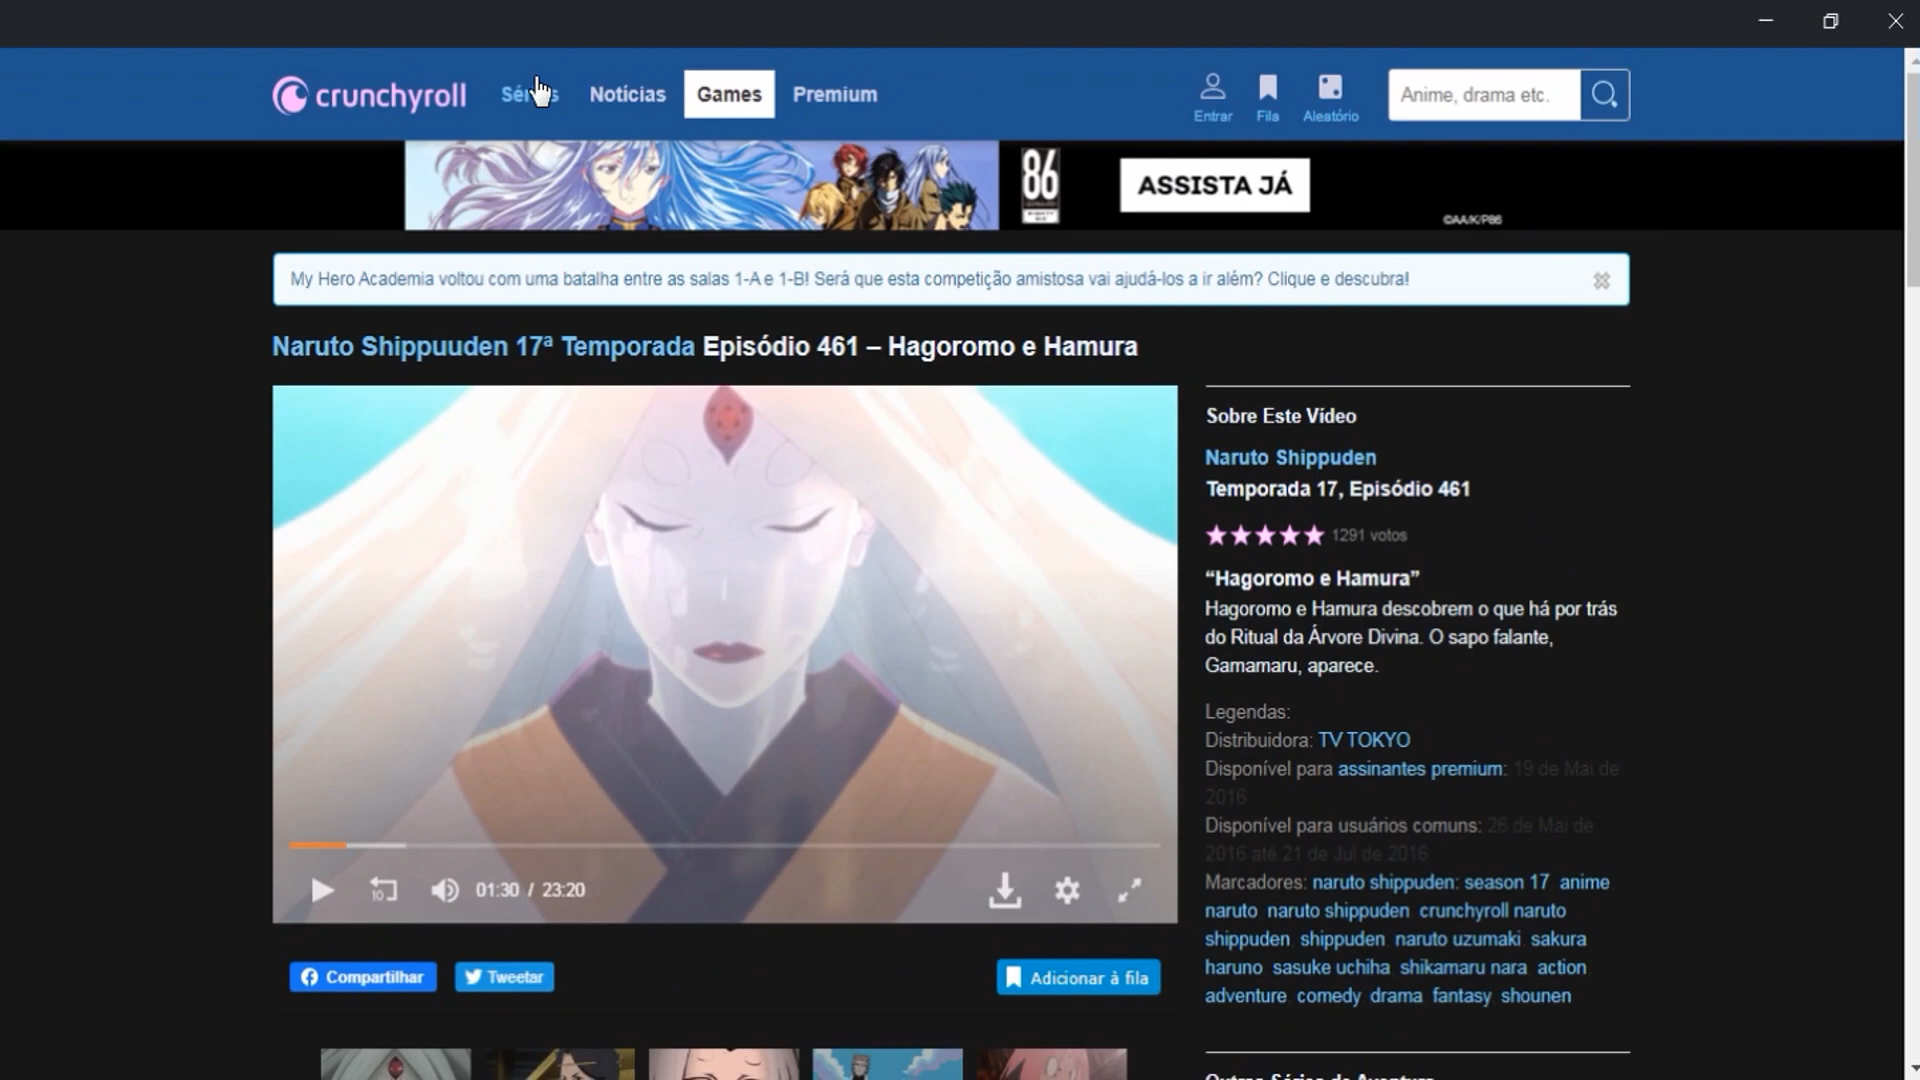 crunchyroll Séries Notícias Games Premium
Entrar Fila Aleatório
Anime, drama etc.
86
ASSISTA JÁ
©AAK/P86
My Hero Academia voltou com uma batalha entre as salas 1-A e 1-B! Será que esta competição amistosa vai ajudá-los a ir além? Clique e descubra!
Naruto Shippuuden 17ª Temporada Episódio 461 – Hagoromo e Hamura
Sobre Este Vídeo
Naruto Shippuden
Temporada 17, Episódio 461
1291 votos
“Hagoromo e Hamura”
Hagoromo e Hamura descobrem o que há por trás
do Ritual da Árvore Divina. O sapo falante,
Gamamaru, aparece.
Legendas:
Distribuidora: TV TOKYO
Disponível para assinantes premium: 19 de Mai de
2016
Disponível para usuários comuns: 26 de Mai de
2016 até 21 de Jul de 2016
Marcadores: naruto shippuden: season 17 anime
naruto naruto shippuden crunchyroll naruto
shippuden shippuden naruto uzumaki sakura
haruno sasuke uchiha shikamaru nara action
adventure comedy drama fantasy shounen
10
01:30 / 23:20
Compartilhar
Tweetar
Adicionar à fila